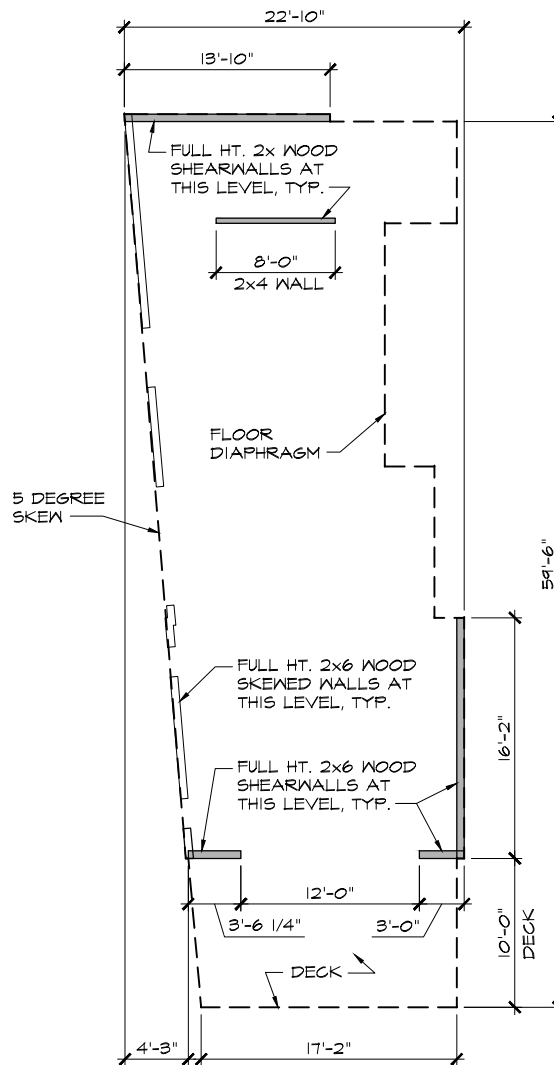 22'-10"
13'-10"
FULL HT. 2x WOOD
SHEARWALLS AT
THIS LEVEL, TYP.
8'-0"
2x4 WALL
FLOOR
DIAPHRAGM
5 DEGREE
SKEW
59'-6"
FULL HT. 2x6 WOOD
SKEWED WALLS AT
THIS LEVEL, TYP.
16'-2"
FULL HT. 2x6 WOOD
SHEARWALLS AT
THIS LEVEL, TYP.
12'-0"
3'-6 1/4"
3'-0"
10'-0"
DECK
DECK
4'-3"
17'-2"